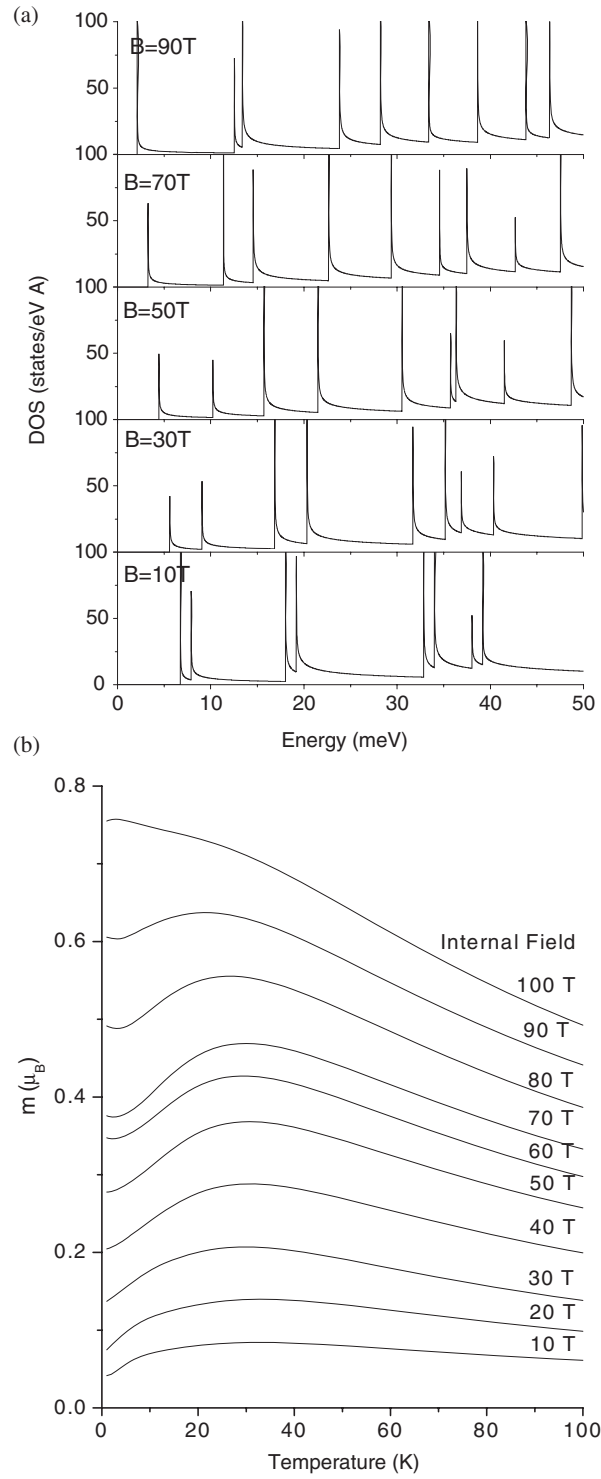 (a)
100
B=90T
50
100
B=70T
50
100
B=50T
50
100
B=30T
50
100
B=10T
50
0
DOS (states/eV A)
0 10 20 30 40 50
Energy (meV)
(b)
0.8
0.6
0.4
0.2
0.0
m (μB)
Internal Field
100 T
90 T
80 T
70 T
60 T
50 T
40 T
30 T
20 T
10 T
0 20 40 60 80 100
Temperature (K)